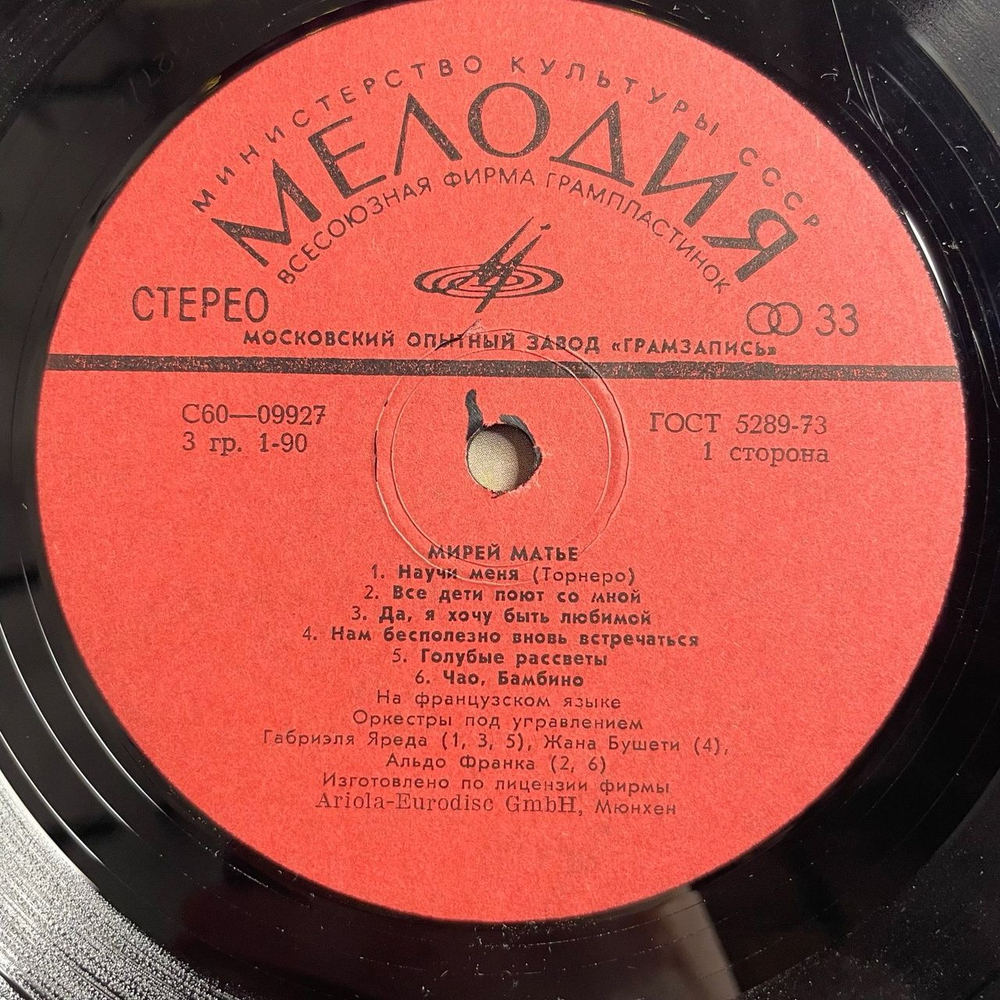 МИНИСТЕРСТВО КУЛЬТУРЫ СССР
МЕЛОДИЯ
ВСЕСОЮЗНАЯ ФИРМА ГРАМПЛАСТИНОК
СТЕРЕО
33
МОСКОВСКИЙ ОПЫТНЫЙ ЗАВОД «ГРАМЗАПИСЬ»
С60—09927
ГОСТ 5289-73
3 гр. 1-90
1 сторона
МИРЕЙ МАТЬЕ
1. Научи меня (Торнеро)
2. Все дети поют со мной
3. Да, я хочу быть любимой
4. Нам бесполезно вновь встречаться
5. Голубые рассветы
6. Чао, Бамбино
На французском языке
Оркестры под управлением
Габриэля Яреда (1, 3, 5), Жана Бушети (4),
Альдо Франка (2, 6)
Изготовлено по лицензии фирмы
Ariola-Eurodisc GmbH, Мюнхен